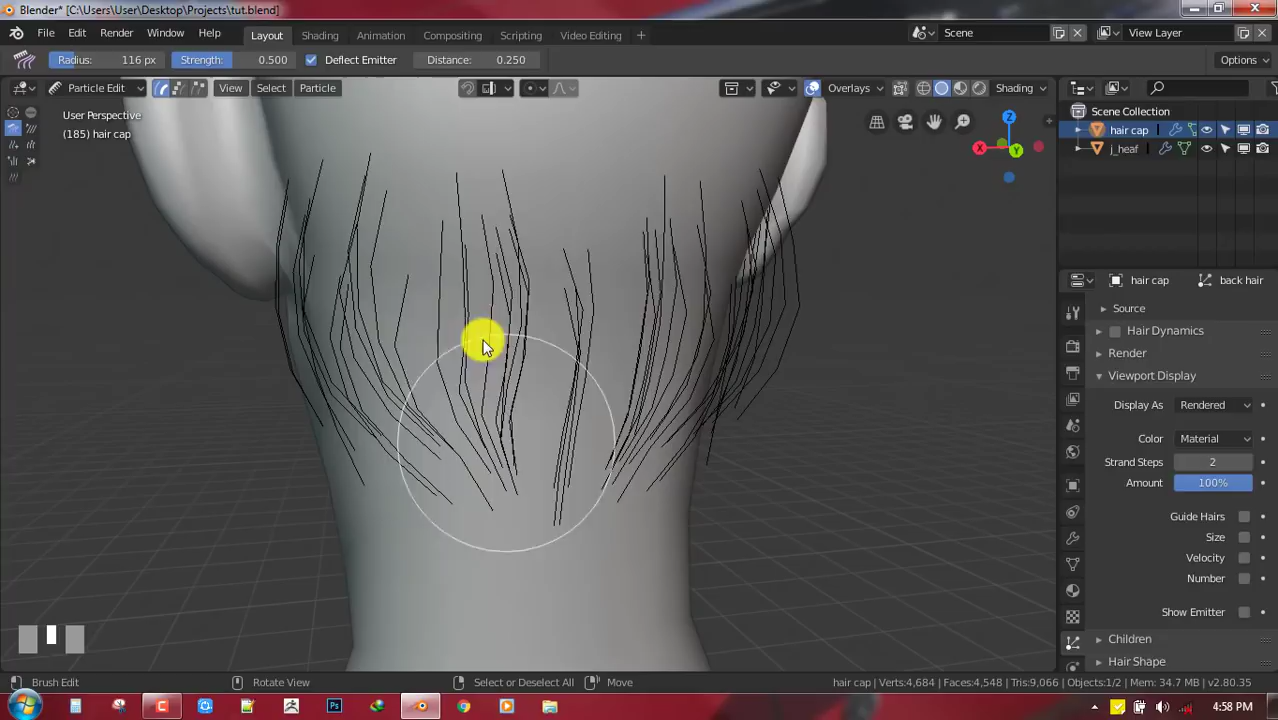 Blender* [C:\Users\User\Desktop\Projects\tut.blend]
File Edit Render Window Help Layout Shading Animation Compositing Scripting Video Editing + Scene View Layer
Radius: 116 px Strength: 0.500 Deflect Emitter Distance: 0.250 Options
Particle Edit View Select Particle Overlays Shading
User Perspective
(185) hair cap
Z
X
Y
Scene Collection
hair cap
j_heaf
hair cap back hair
Source
Hair Dynamics
Render
Viewport Display
Display As Rendered
Color Material
Strand Steps 2
Amount 100%
Guide Hairs
Size
Velocity
Number
Show Emitter
Children
Hair Shape
Brush Edit Rotate View Select or Deselect All Move hair cap | Verts:4,684 | Faces:4,548 | Tris:9,066 | Objects:1/2 | Mem: 34.7 MB | v2.80.35
Ps
4:58 PM